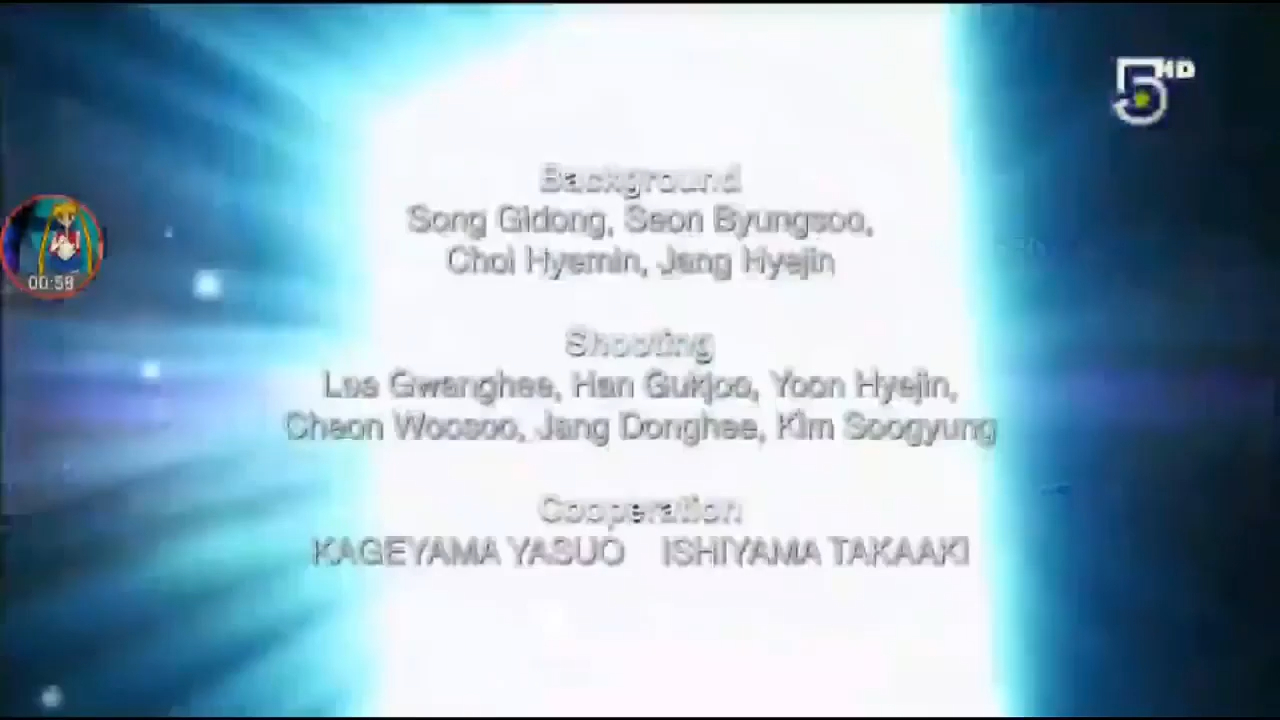 5HD
Background
Song Gidong, Seon Byungsoo,
Choi Hyemin, Jang Hyejin
00:58
Shooting
Lee Gwanghee, Han Gukjoo, Yoon Hyejin,
Cheon Woosoo, Jang Donghee, Kim Soogyung
Cooperation
KAGEYAMA YASUO ISHIYAMA TAKAAKI